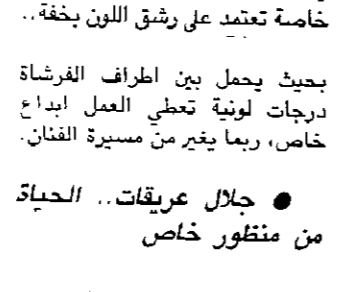 خاصة تعتمد على رشق اللون بخفة..
بحيث يحمل بين اطراف الفرشاة
درجات لونية تعطي العمل ابداع
خاص، ربما يغير من مسيرة الفنان.
● جلال عريقات.. الحياة
من منظور خاص